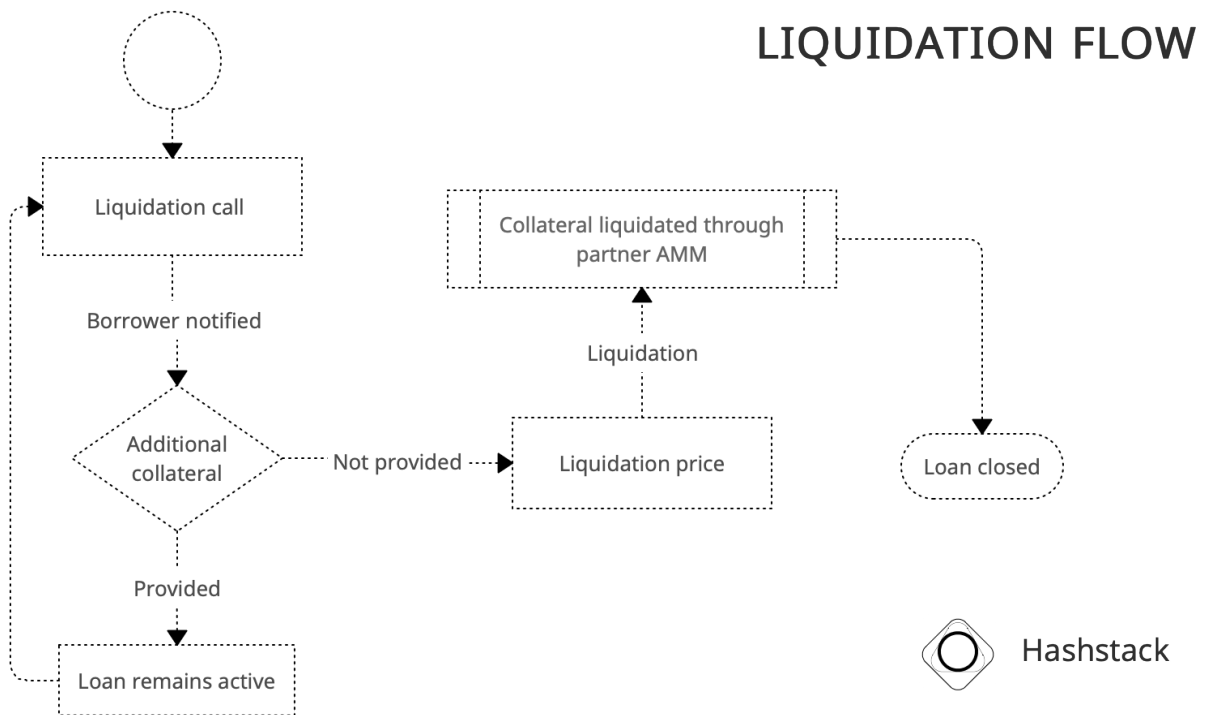 LIQUIDATION FLOW
Liquidation call
Collateral liquidated through
partner AMM
Borrower notified
Liquidation
Additional
collateral
Not provided
Liquidation price
Loan closed
Provided
Loan remains active
Hashstack